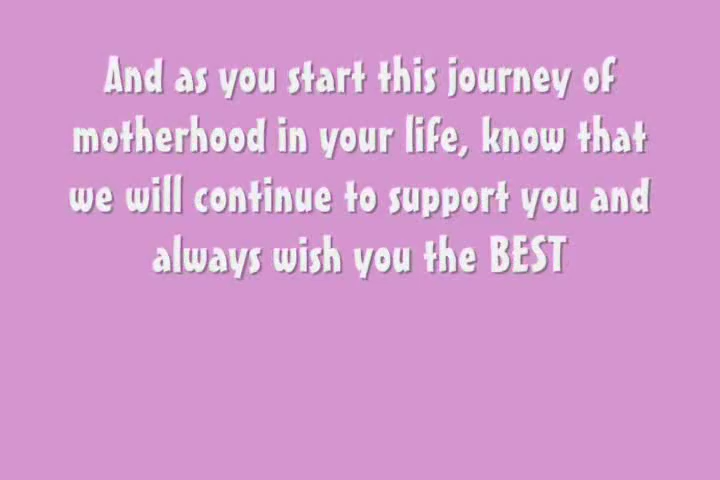 And as you start this journey of
motherhood in your life, know that
we will continue to support you and
always wish you the BEST